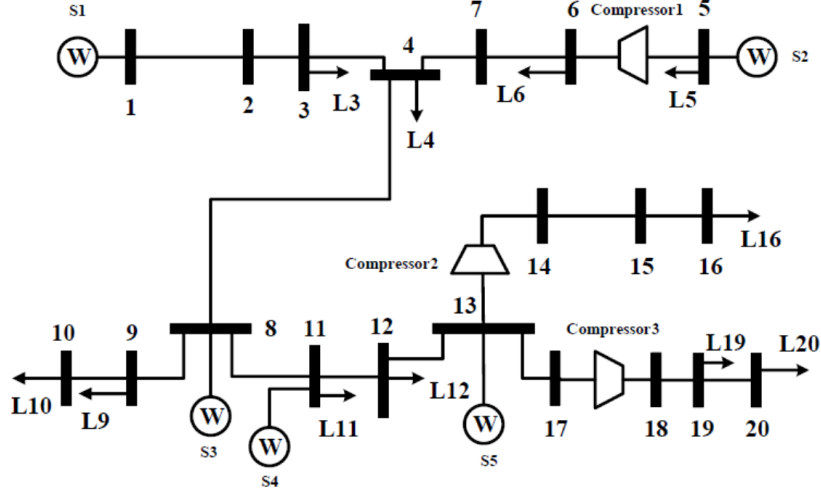 S1
W
1
2
3
L3
4
L4
7
L6
6
Compressor1
L5
5
W
S2
Compressor2
14
15
16
L16
13
10
9
L10
L9
8
W
S3
11
L11
W
S4
12
L12
W
S5
Compressor3
17
18
L19
19
L20
20